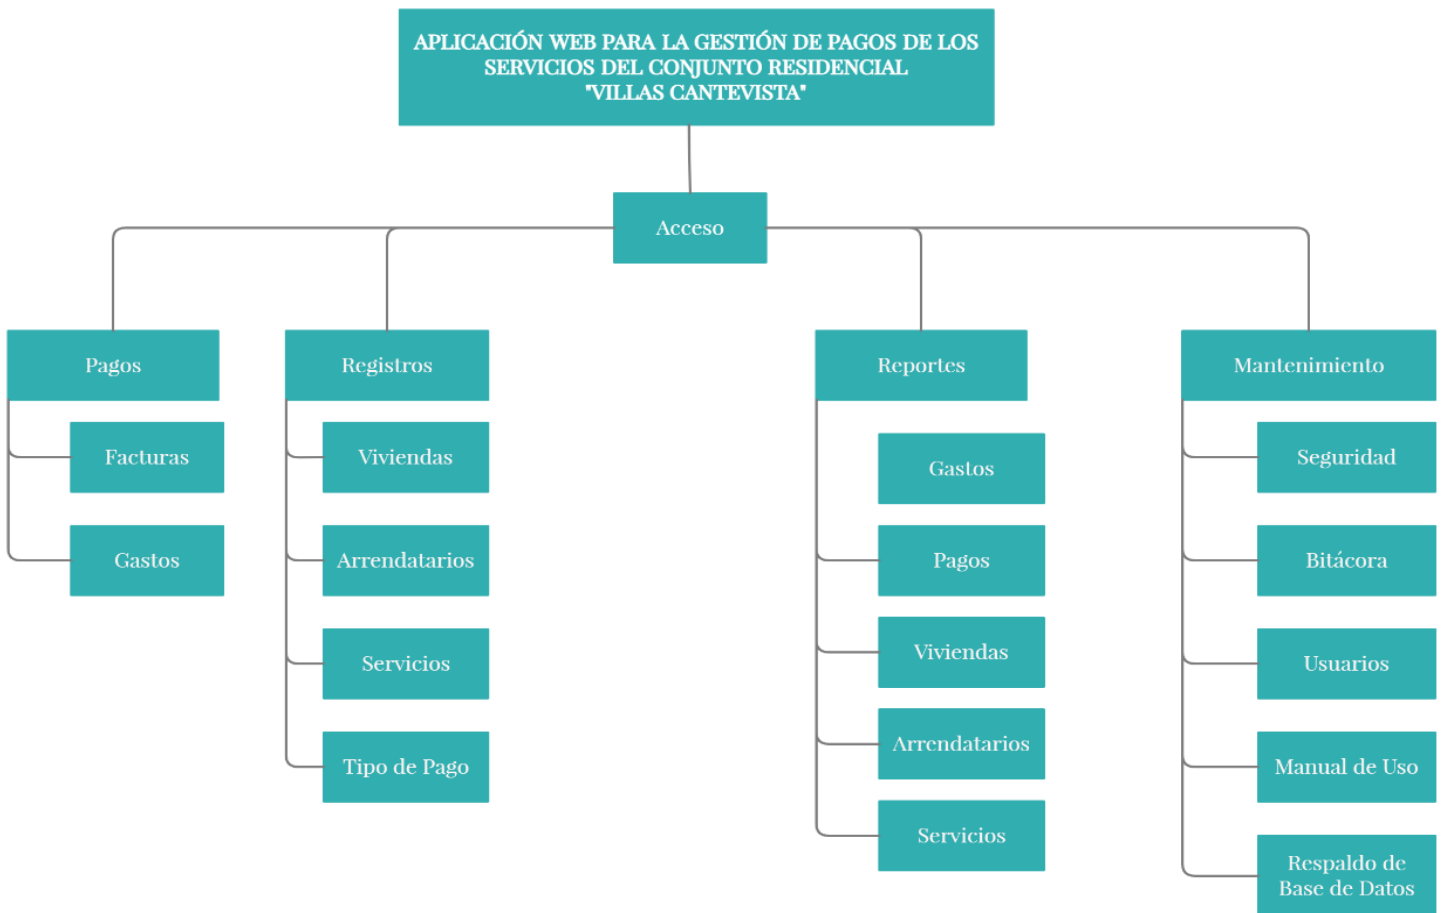 APLICACIÓN WEB PARA LA GESTIÓN DE PAGOS DE LOS
SERVICIOS DEL CONJUNTO RESIDENCIAL
"VILLAS CANTEVISTA"
Acceso
Pagos
Facturas
Gastos
Registros
Viviendas
Arrendatarios
Servicios
Tipo de Pago
Reportes
Gastos
Pagos
Viviendas
Arrendatarios
Servicios
Mantenimiento
Seguridad
Bitácora
Usuarios
Manual de Uso
Respaldo de
Base de Datos